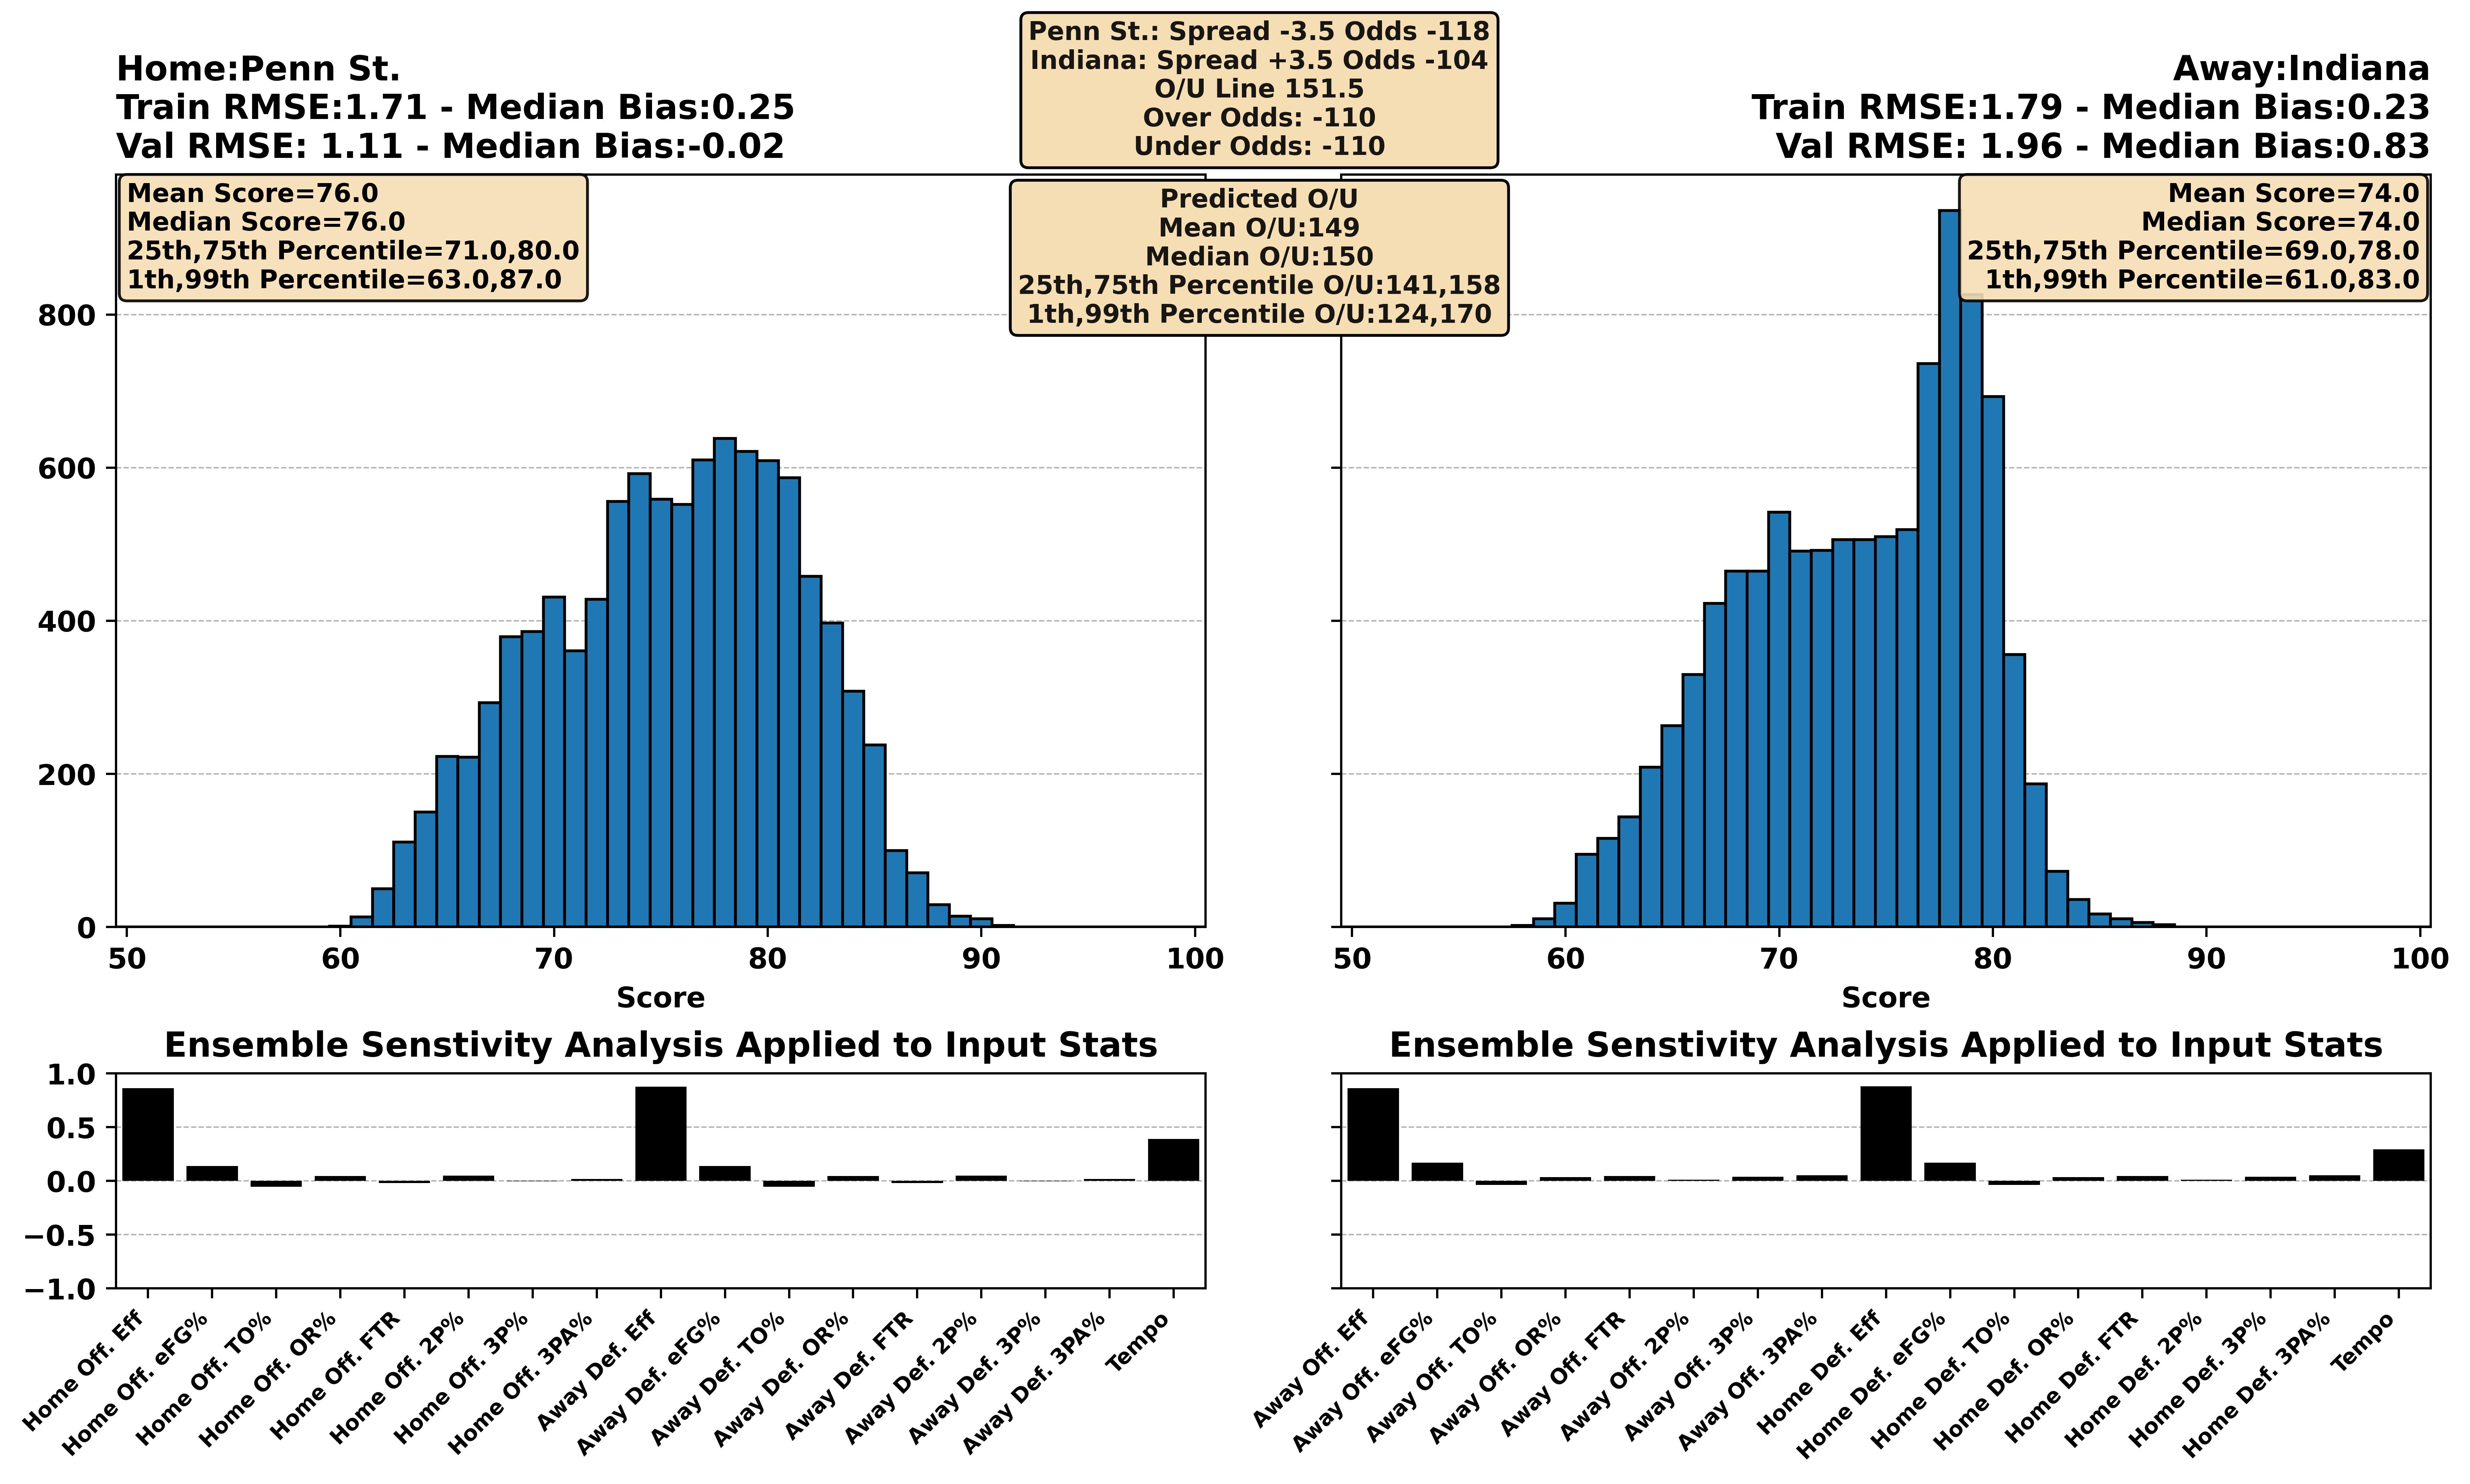 Penn St.: Spread -3.5 Odds -118
Indiana: Spread +3.5 Odds -104
O/U Line 151.5
Over Odds: -110
Under Odds: -110
Home:Penn St.
Train RMSE:1.71 - Median Bias:0.25
Val RMSE: 1.11 - Median Bias:-0.02
Away:Indiana
Train RMSE:1.79 - Median Bias:0.23
Val RMSE: 1.96 - Median Bias:0.83
Mean Score=76.0
Median Score=76.0
25th,75th Percentile=71.0,80.0
1th,99th Percentile=63.0,87.0
Predicted O/U
Mean O/U:149
Median O/U:150
25th,75th Percentile O/U:141,158
1th,99th Percentile O/U:124,170
Mean Score=74.0
Median Score=74.0
25th,75th Percentile=69.0,78.0
1th,99th Percentile=61.0,83.0
800
600
400
200
0
50 60 70 80 90 100
Score
50 60 70 80 90 100
Score
Ensemble Senstivity Analysis Applied to Input Stats
1.0
0.5
0.0
−0.5
−1.0
Home Off. Eff
Home Off. eFG%
Home Off. TO%
Home Off. OR%
Home Off. FTR
Home Off. 2P%
Home Off. 3P%
Home Off. 3PA%
Away Def. Eff
Away Def. eFG%
Away Def. TO%
Away Def. OR%
Away Def. FTR
Away Def. 2P%
Away Def. 3P%
Away Def. 3PA%
Tempo
Ensemble Senstivity Analysis Applied to Input Stats
Away Off. Eff
Away Off. eFG%
Away Off. TO%
Away Off. OR%
Away Off. FTR
Away Off. 2P%
Away Off. 3P%
Away Off. 3PA%
Home Def. Eff
Home Def. eFG%
Home Def. TO%
Home Def. OR%
Home Def. FTR
Home Def. 2P%
Home Def. 3P%
Home Def. 3PA%
Tempo